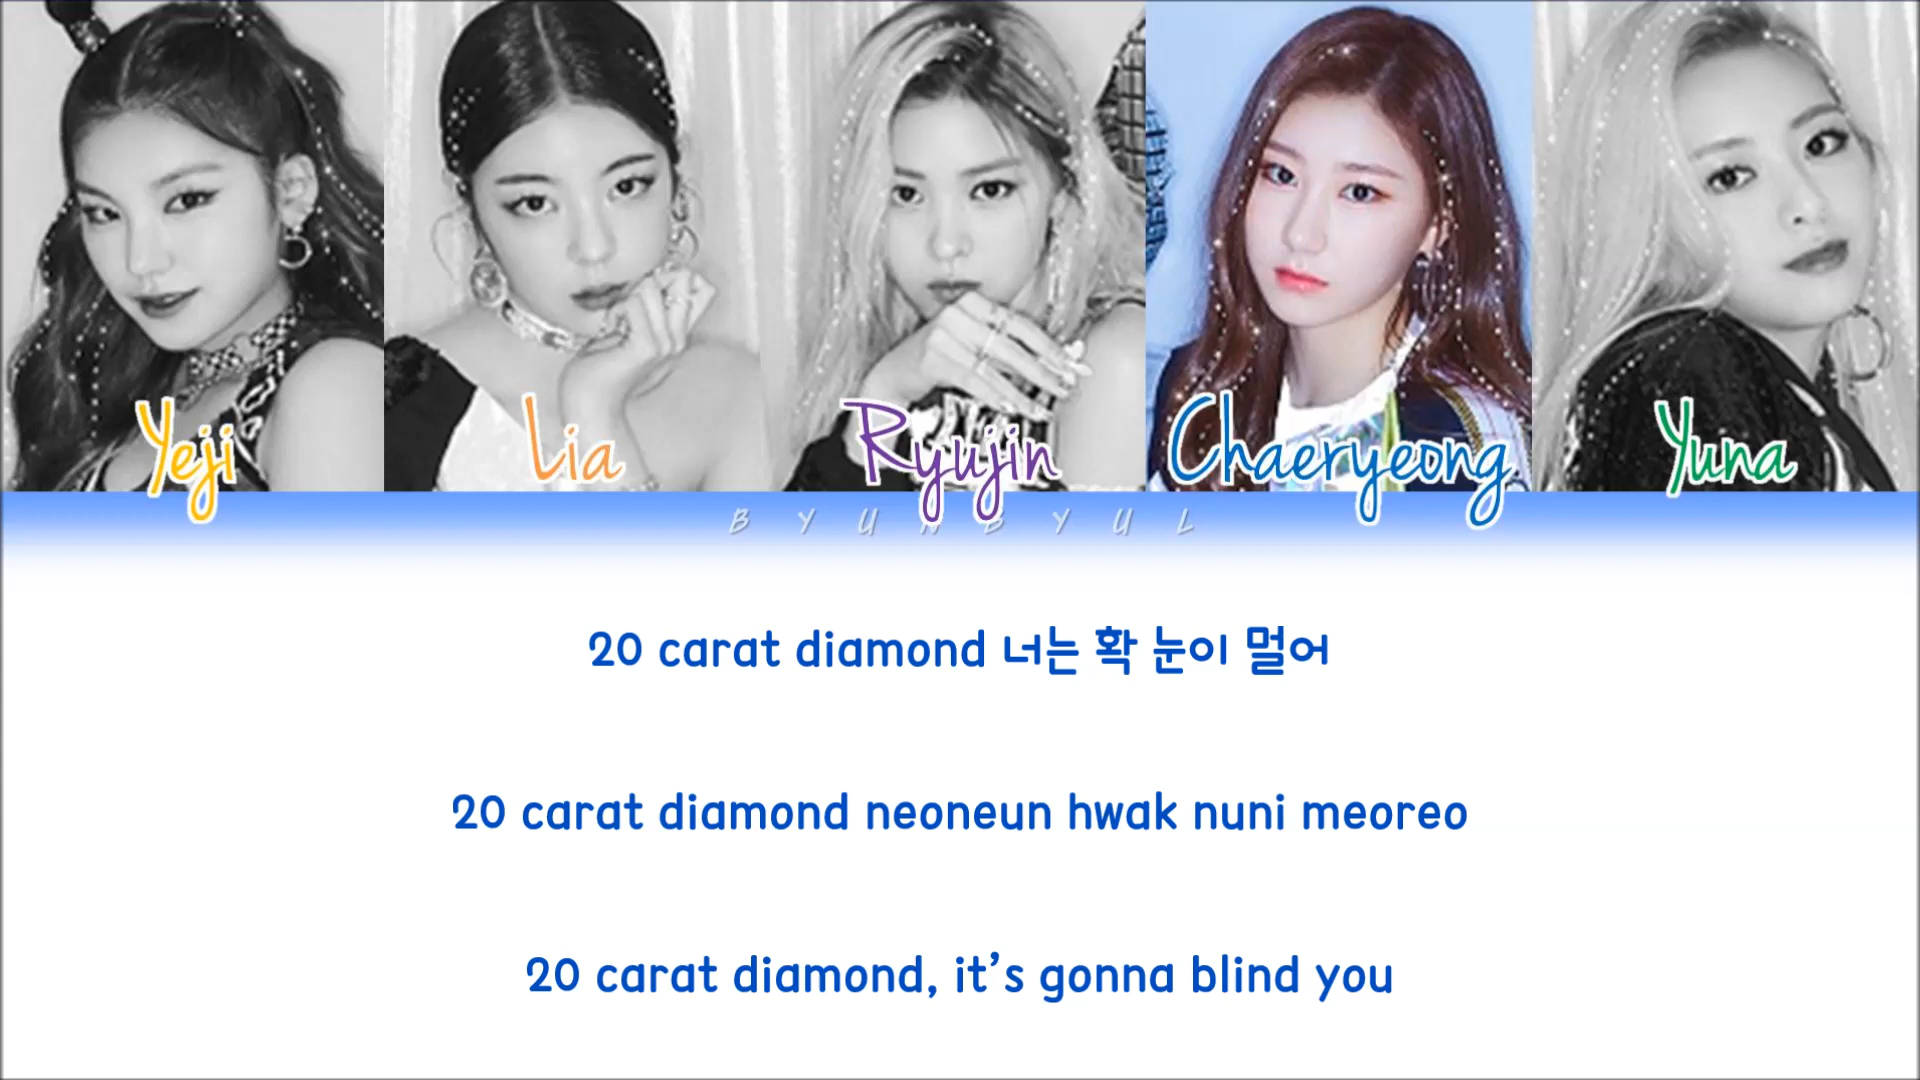 Yeji Lia Ryujin Chaeryeong Yuna
BYUNBYUL
20 carat diamond 너는 확 눈이 멀어
20 carat diamond neoneun hwak nuni meoreo
20 carat diamond, it's gonna blind you